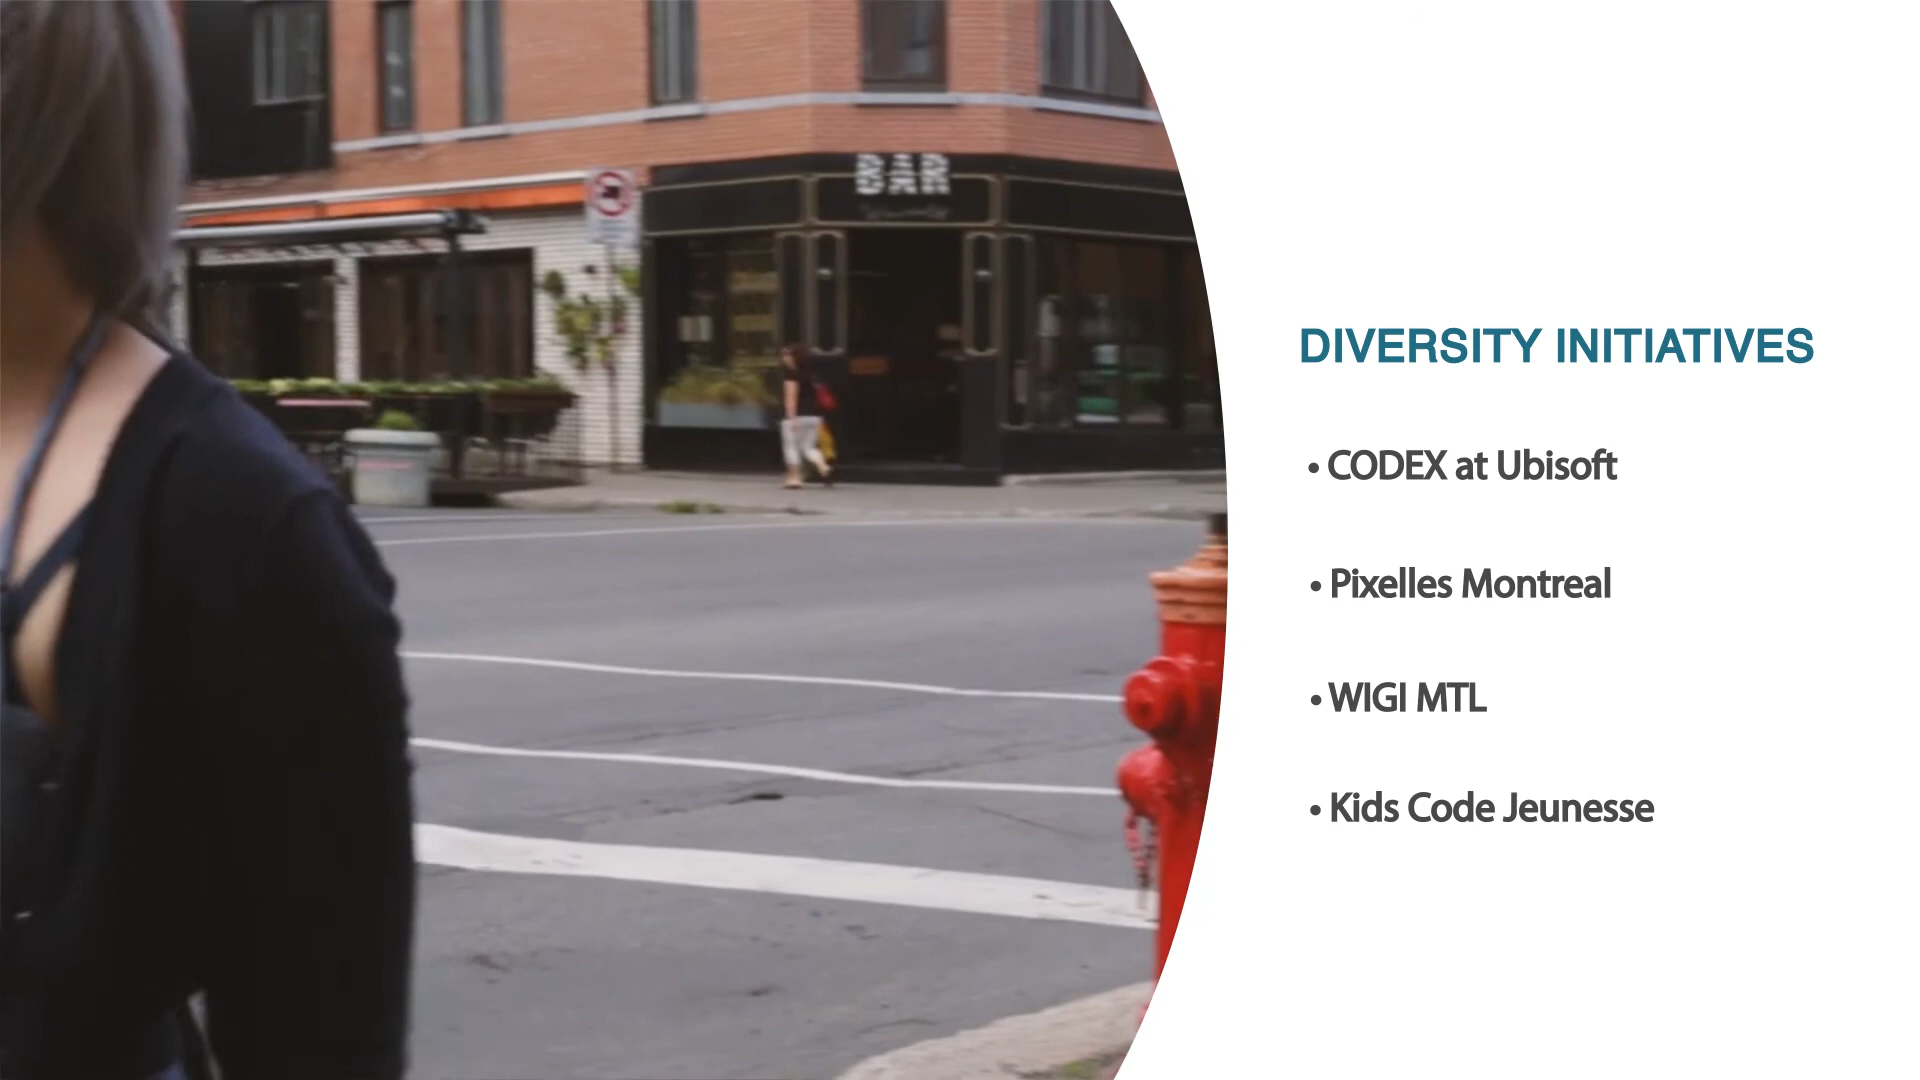 BAR
DIVERSITY INITIATIVES
• CODEX at Ubisoft
• Pixelles Montreal
• WIGI MTL
• Kids Code Jeunesse